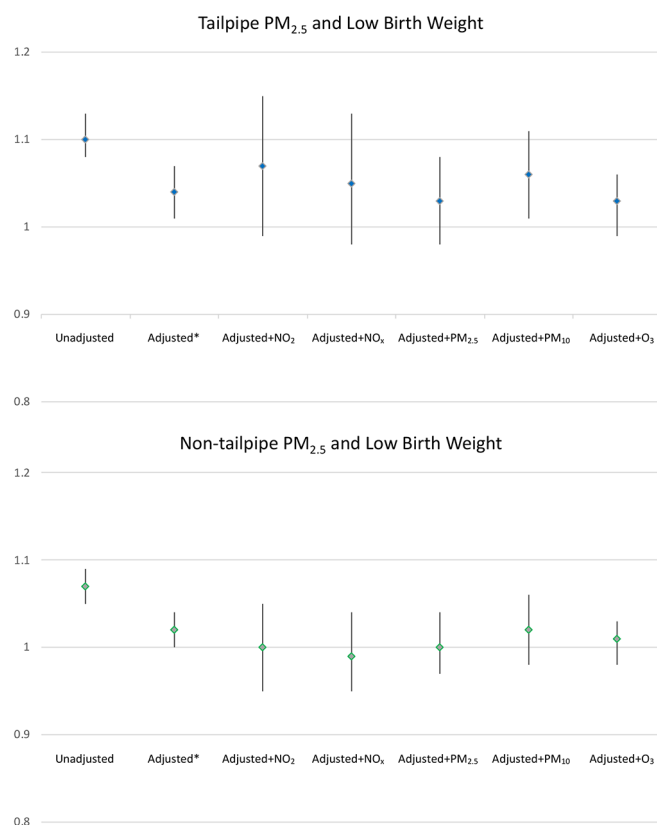 Tailpipe PM₂.₅ and Low Birth Weight
1.2
1.1
1
0.9
Unadjusted Adjusted* Adjusted+NO₂ Adjusted+NOₓ Adjusted+PM₂.₅ Adjusted+PM₁₀ Adjusted+O₃
0.8
Non-tailpipe PM₂.₅ and Low Birth Weight
1.2
1.1
1
0.9
Unadjusted Adjusted* Adjusted+NO₂ Adjusted+NOₓ Adjusted+PM₂.₅ Adjusted+PM₁₀ Adjusted+O₃
0.8